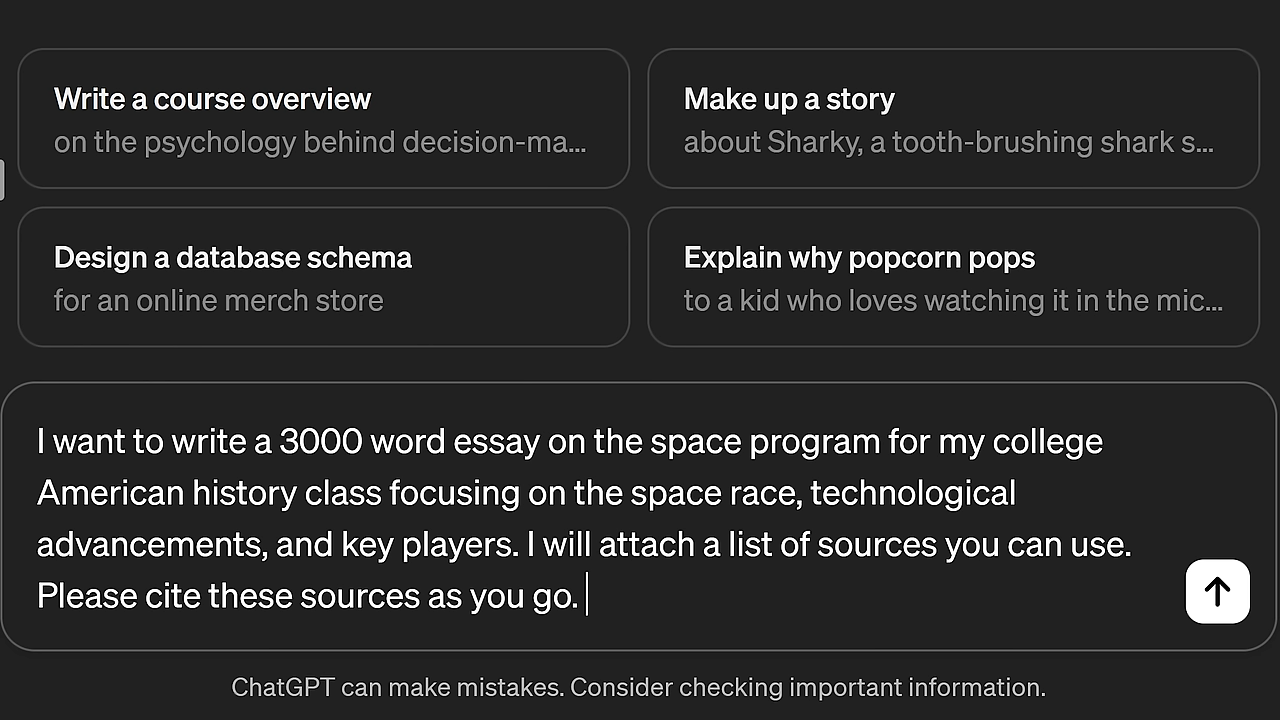 Write a course overview
on the psychology behind decision-ma...
Make up a story
about Sharky, a tooth-brushing shark s...
Design a database schema
for an online merch store
Explain why popcorn pops
to a kid who loves watching it in the mic...
I want to write a 3000 word essay on the space program for my college
American history class focusing on the space race, technological
advancements, and key players. I will attach a list of sources you can use.
Please cite these sources as you go.
ChatGPT can make mistakes. Consider checking important information.